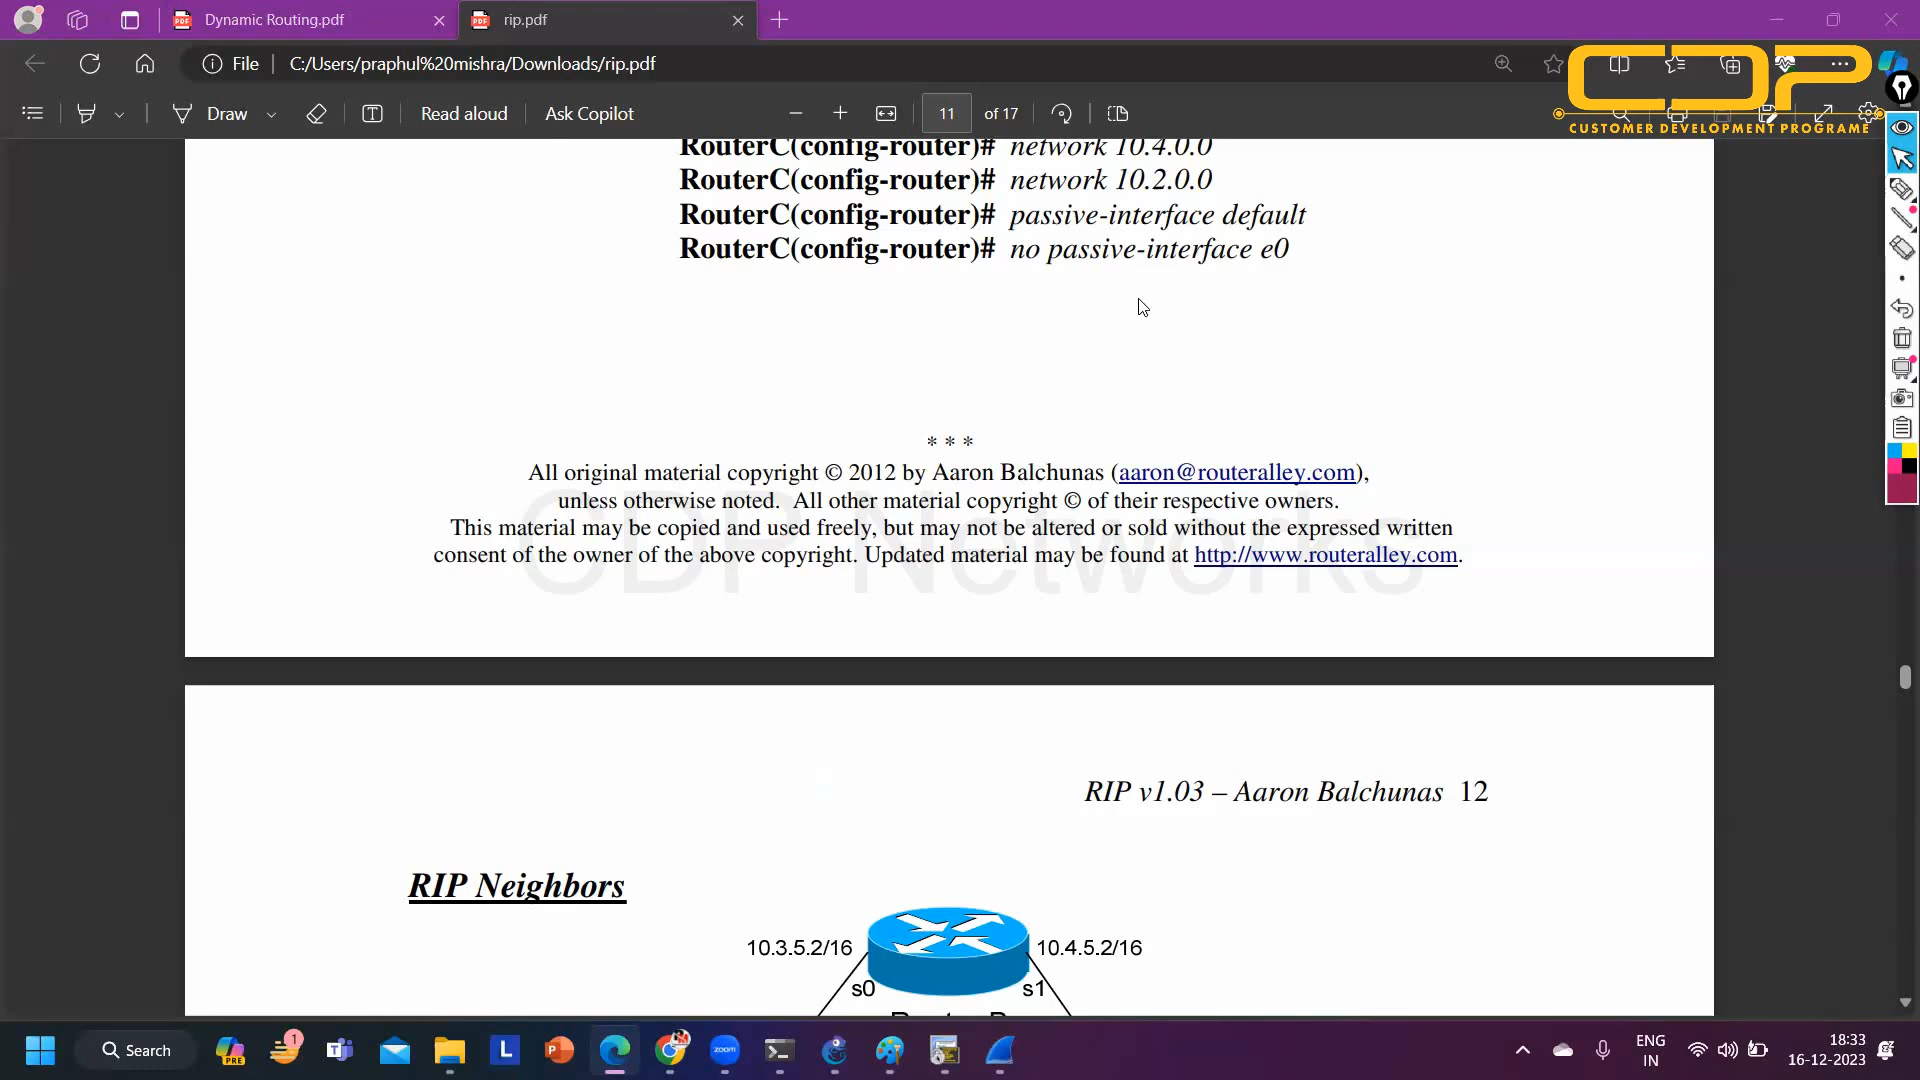 Dynamic Routing.pdf
rip.pdf
File
C:/Users/praphul%20mishra/Downloads/rip.pdf
CDP
CUSTOMER DEVELOPMENT PROGRAME
Draw
Read aloud
Ask Copilot
11 of 17
RouterC(config-router)# network 10.4.0.0
RouterC(config-router)# network 10.2.0.0
RouterC(config-router)# passive-interface default
RouterC(config-router)# no passive-interface e0
* * *
All original material copyright © 2012 by Aaron Balchunas (aaron@routeralley.com),
unless otherwise noted. All other material copyright © of their respective owners.
This material may be copied and used freely, but may not be altered or sold without the expressed written
consent of the owner of the above copyright. Updated material may be found at http://www.routeralley.com.
CDP Networks
RIP v1.03 – Aaron Balchunas 12
RIP Neighbors
10.3.5.2/16
10.4.5.2/16
s0
s1
Search
PRE
1
L
P
zoom
ENG
IN
18:33
16-12-2023